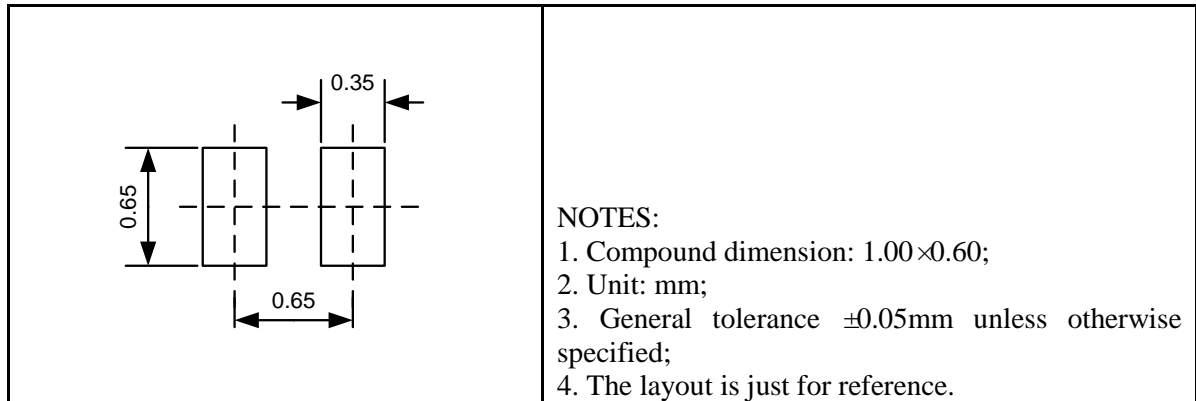 0.35
0.65
0.65
NOTES:
1. Compound dimension: 1.00×0.60;
2. Unit: mm;
3. General tolerance ±0.05mm unless otherwise
specified;
4. The layout is just for reference.